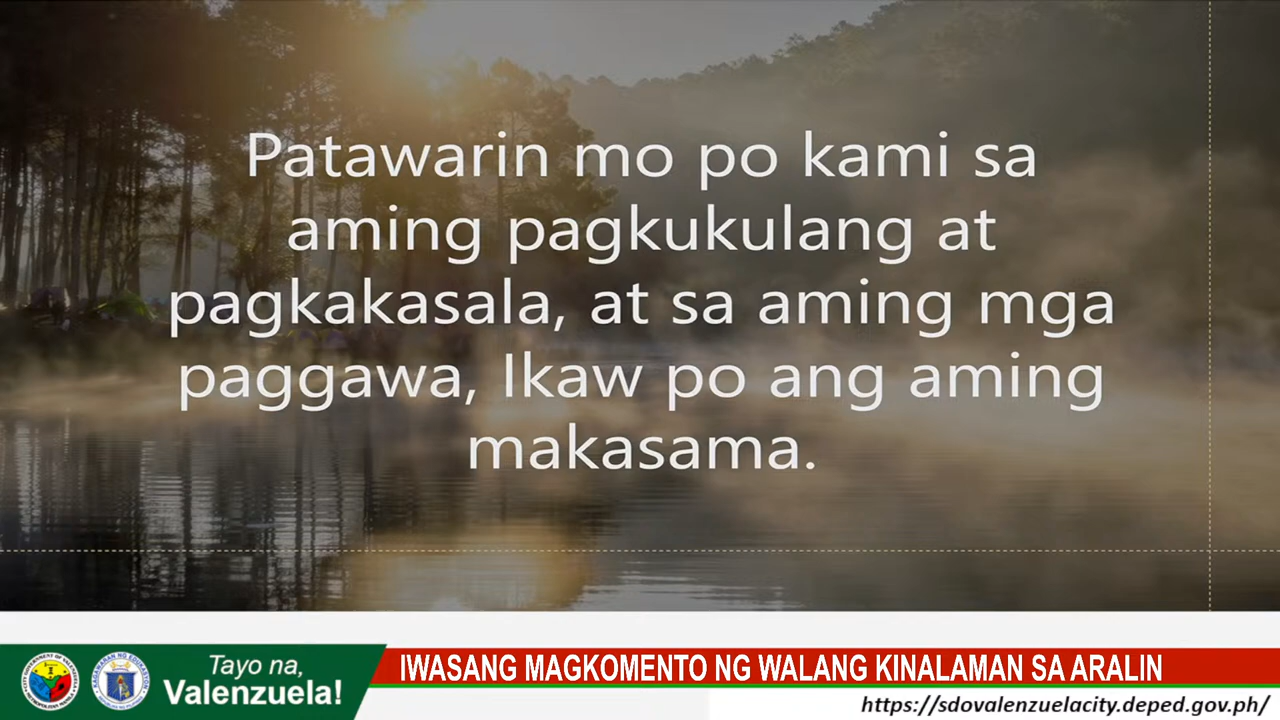 Patawarin mo po kami sa
aming pagkukulang at
pagkakasala, at sa aming mga
paggawa, Ikaw po ang aming
makasama.
Tayo na,
Valenzuela!
IWASANG MAGKOMENTO NG WALANG KINALAMAN SA ARALIN
https://sdovalenzuelacity.deped.gov.ph/